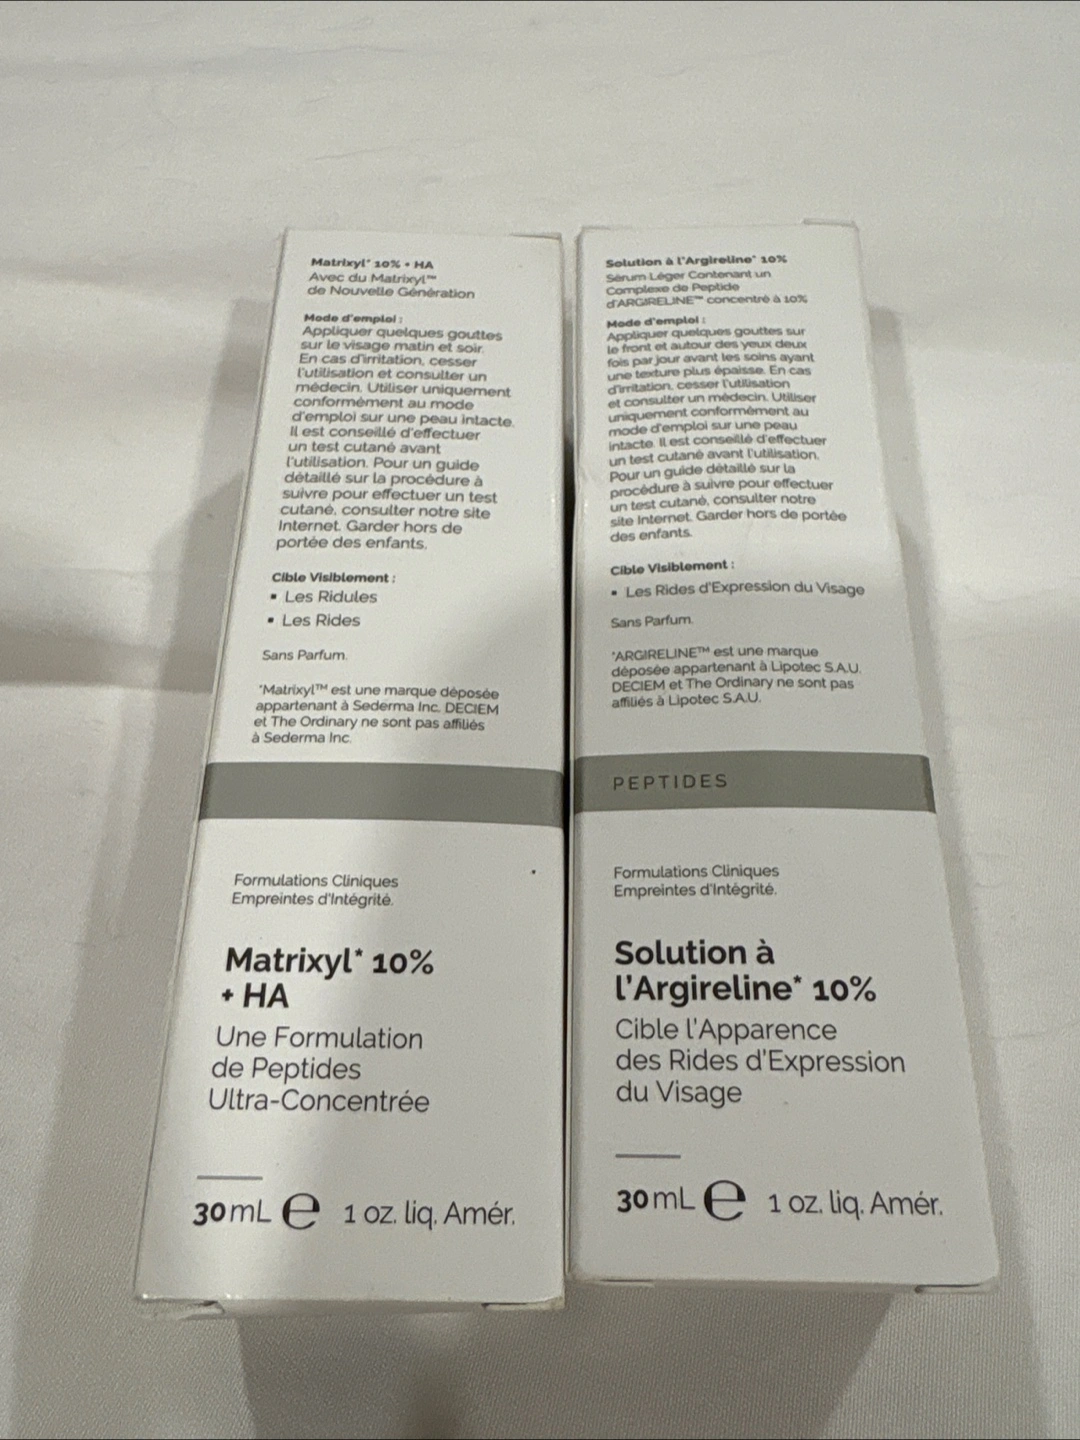 Matrixyl* 10% + HA
Avec du Matrixyl™
de Nouvelle Génération
Mode d'emploi :
Appliquer quelques gouttes
sur le visage matin et soir.
En cas d'irritation, cesser
l'utilisation et consulter un
médecin. Utiliser uniquement
conformément au mode
d'emploi sur une peau intacte.
Il est conseillé d'effectuer
un test cutané avant
l'utilisation. Pour un guide
détaillé sur la procédure à
suivre pour effectuer un test
cutané, consulter notre site
Internet. Garder hors de
portée des enfants.
Cible Visiblement :
▪ Les Ridules
▪ Les Rides
Sans Parfum.
*Matrixyl™ est une marque déposée
appartenant à Sederma Inc. DECIEM
et The Ordinary ne sont pas affiliés
à Sederma Inc.
Formulations Cliniques
Empreintes d'Intégrité.
Matrixyl* 10%
+ HA
Une Formulation
de Peptides
Ultra-Concentrée
30 mL ℮ 1 oz. liq. Amér.
Solution à l'Argireline* 10%
Sérum Léger Contenant un
Complexe de Peptide
d'ARGIRELINE™ concentré à 10%
Mode d'emploi :
Appliquer quelques gouttes sur
le front et autour des yeux deux
fois par jour avant les soins ayant
une texture plus épaisse. En cas
d'irritation, cesser l'utilisation
et consulter un médecin. Utiliser
uniquement conformément au
mode d'emploi sur une peau
intacte. Il est conseillé d'effectuer
un test cutané avant l'utilisation.
Pour un guide détaillé sur la
procédure à suivre pour effectuer
un test cutané, consulter notre
site Internet. Garder hors de portée
des enfants.
Cible Visiblement :
▪ Les Rides d'Expression du Visage
Sans Parfum.
*ARGIRELINE™ est une marque
déposée appartenant à Lipotec S.A.U.
DECIEM et The Ordinary ne sont pas
affiliés à Lipotec S.A.U.
PEPTIDES
Formulations Cliniques
Empreintes d'Intégrité.
Solution à
l'Argireline* 10%
Cible l'Apparence
des Rides d'Expression
du Visage
30 mL ℮ 1 oz. liq. Amér.